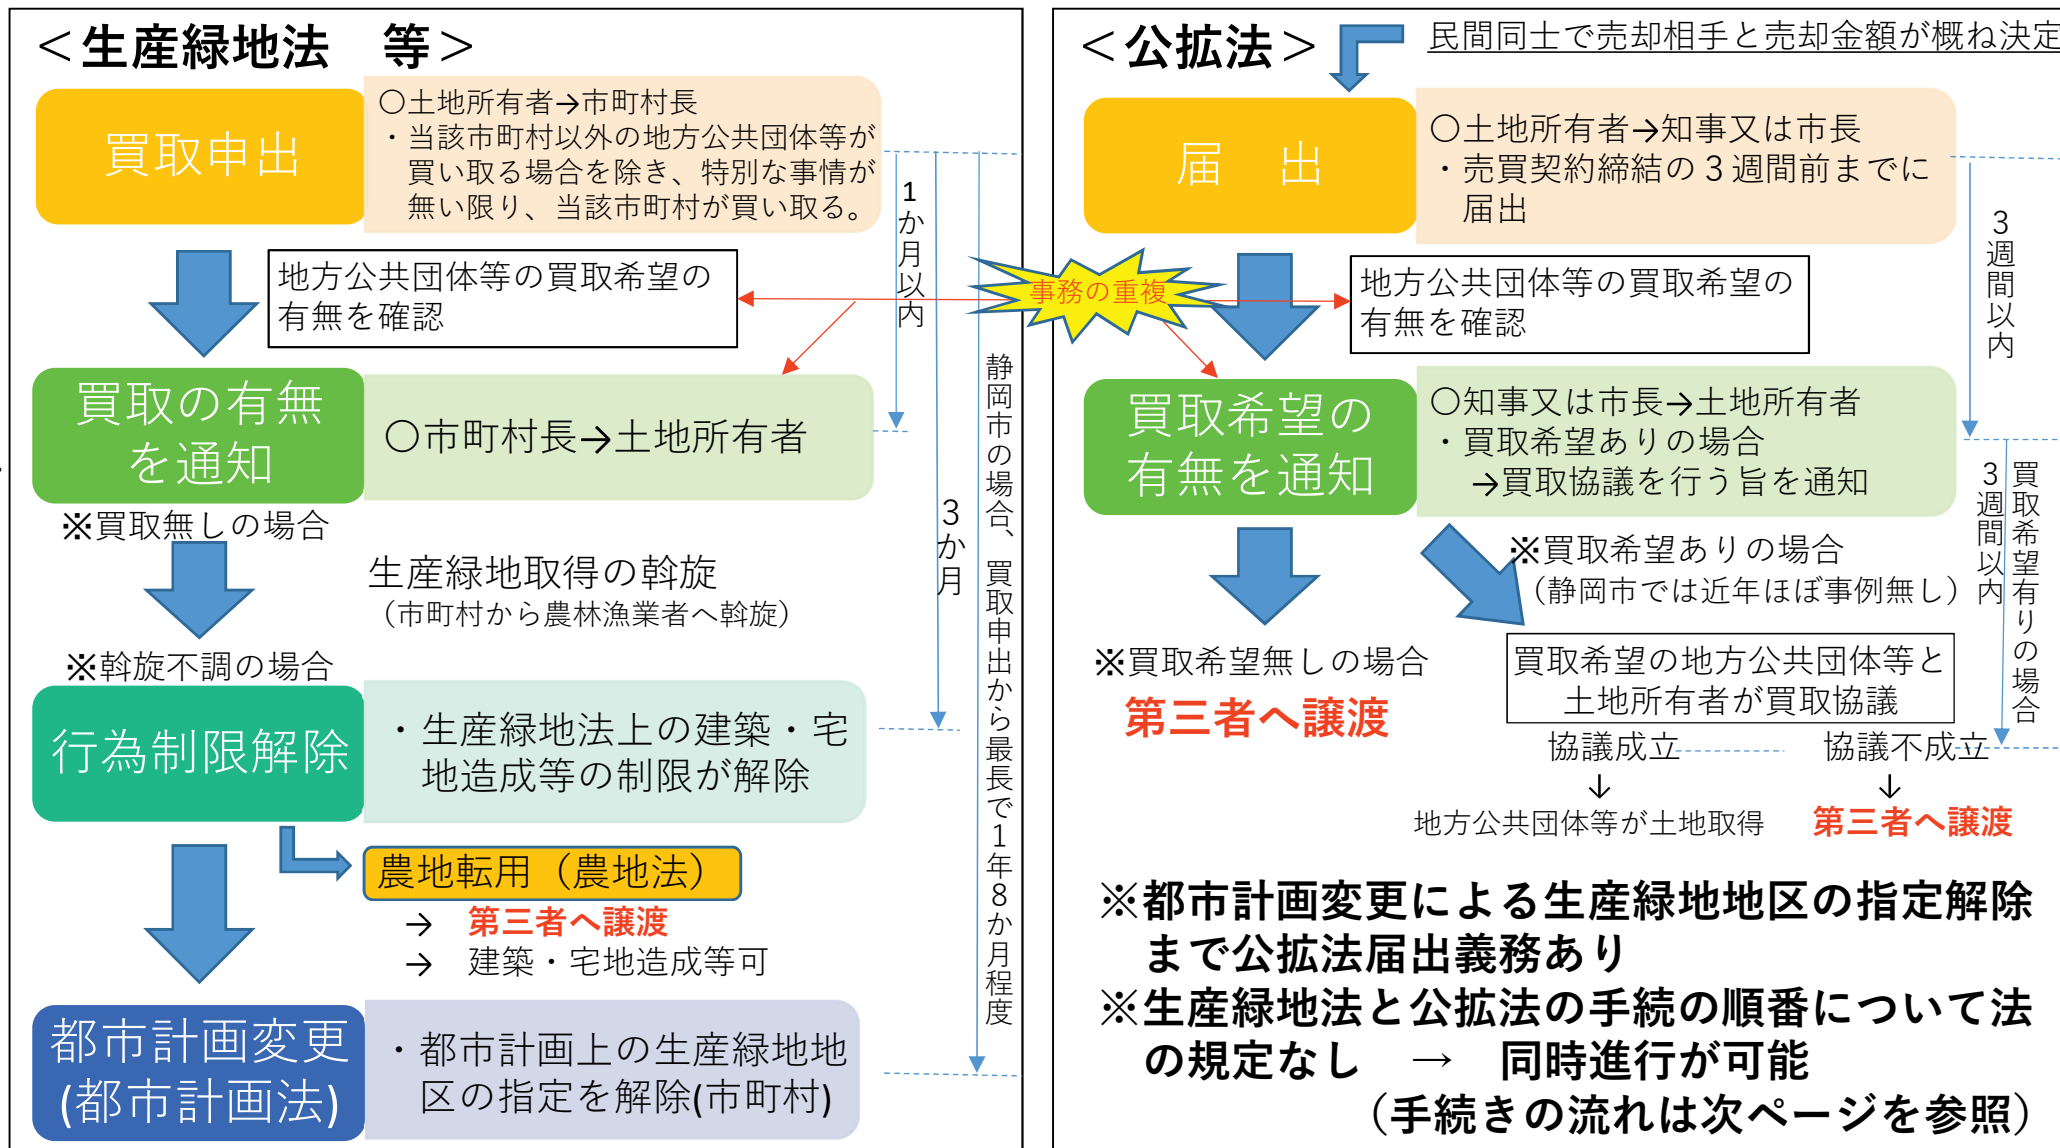 ＜生産緑地法　等＞
買取申出
〇土地所有者→市町村長
・当該市町村以外の地方公共団体等が
買い取る場合を除き、特別な事情が
無い限り、当該市町村が買い取る。
地方公共団体等の買取希望の
有無を確認
買取の有無
を通知
〇市町村長→土地所有者
※買取無しの場合
生産緑地取得の斡旋
（市町村から農林漁業者へ斡旋）
※斡旋不調の場合
行為制限解除
・生産緑地法上の建築・宅
地造成等の制限が解除
農地転用（農地法）
→　第三者へ譲渡
→　建築・宅地造成等可
都市計画変更
(都市計画法)
・都市計画上の生産緑地地
区の指定を解除(市町村)
1か月以内
3か月
静岡市の場合、買取申出から最長で1年8か月程度
事務の重複
＜公拡法＞
民間同士で売却相手と売却金額が概ね決定
届　出
〇土地所有者→知事又は市長
・売買契約締結の３週間前までに
届出
地方公共団体等の買取希望の
有無を確認
買取希望の
有無を通知
〇知事又は市長→土地所有者
・買取希望ありの場合
→買取協議を行う旨を通知
※買取希望ありの場合
（静岡市では近年ほぼ事例無し）
※買取希望無しの場合
第三者へ譲渡
買取希望の地方公共団体等と
土地所有者が買取協議
協議成立　協議不成立
↓　↓
地方公共団体等が土地取得　第三者へ譲渡
3週間以内
買取希望有りの場合
3週間以内
※都市計画変更による生産緑地地区の指定解除
まで公拡法届出義務あり
※生産緑地法と公拡法の手続の順番について法
の規定なし　→　同時進行が可能
（手続きの流れは次ページを参照）